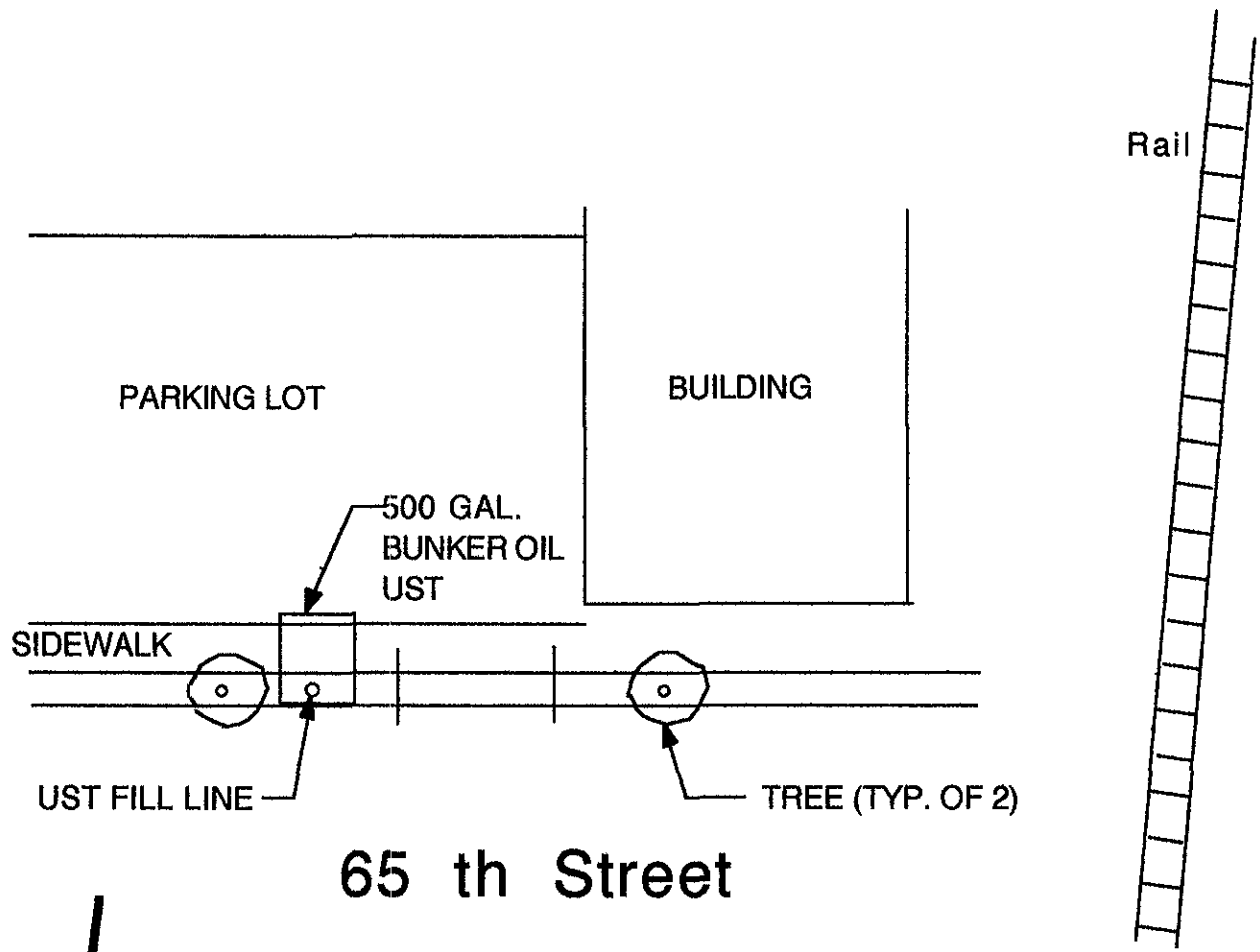 Rail
PARKING LOT
BUILDING
500 GAL.
BUNKER OIL
UST
SIDEWALK
UST FILL LINE
TREE (TYP. OF 2)
65 th Street